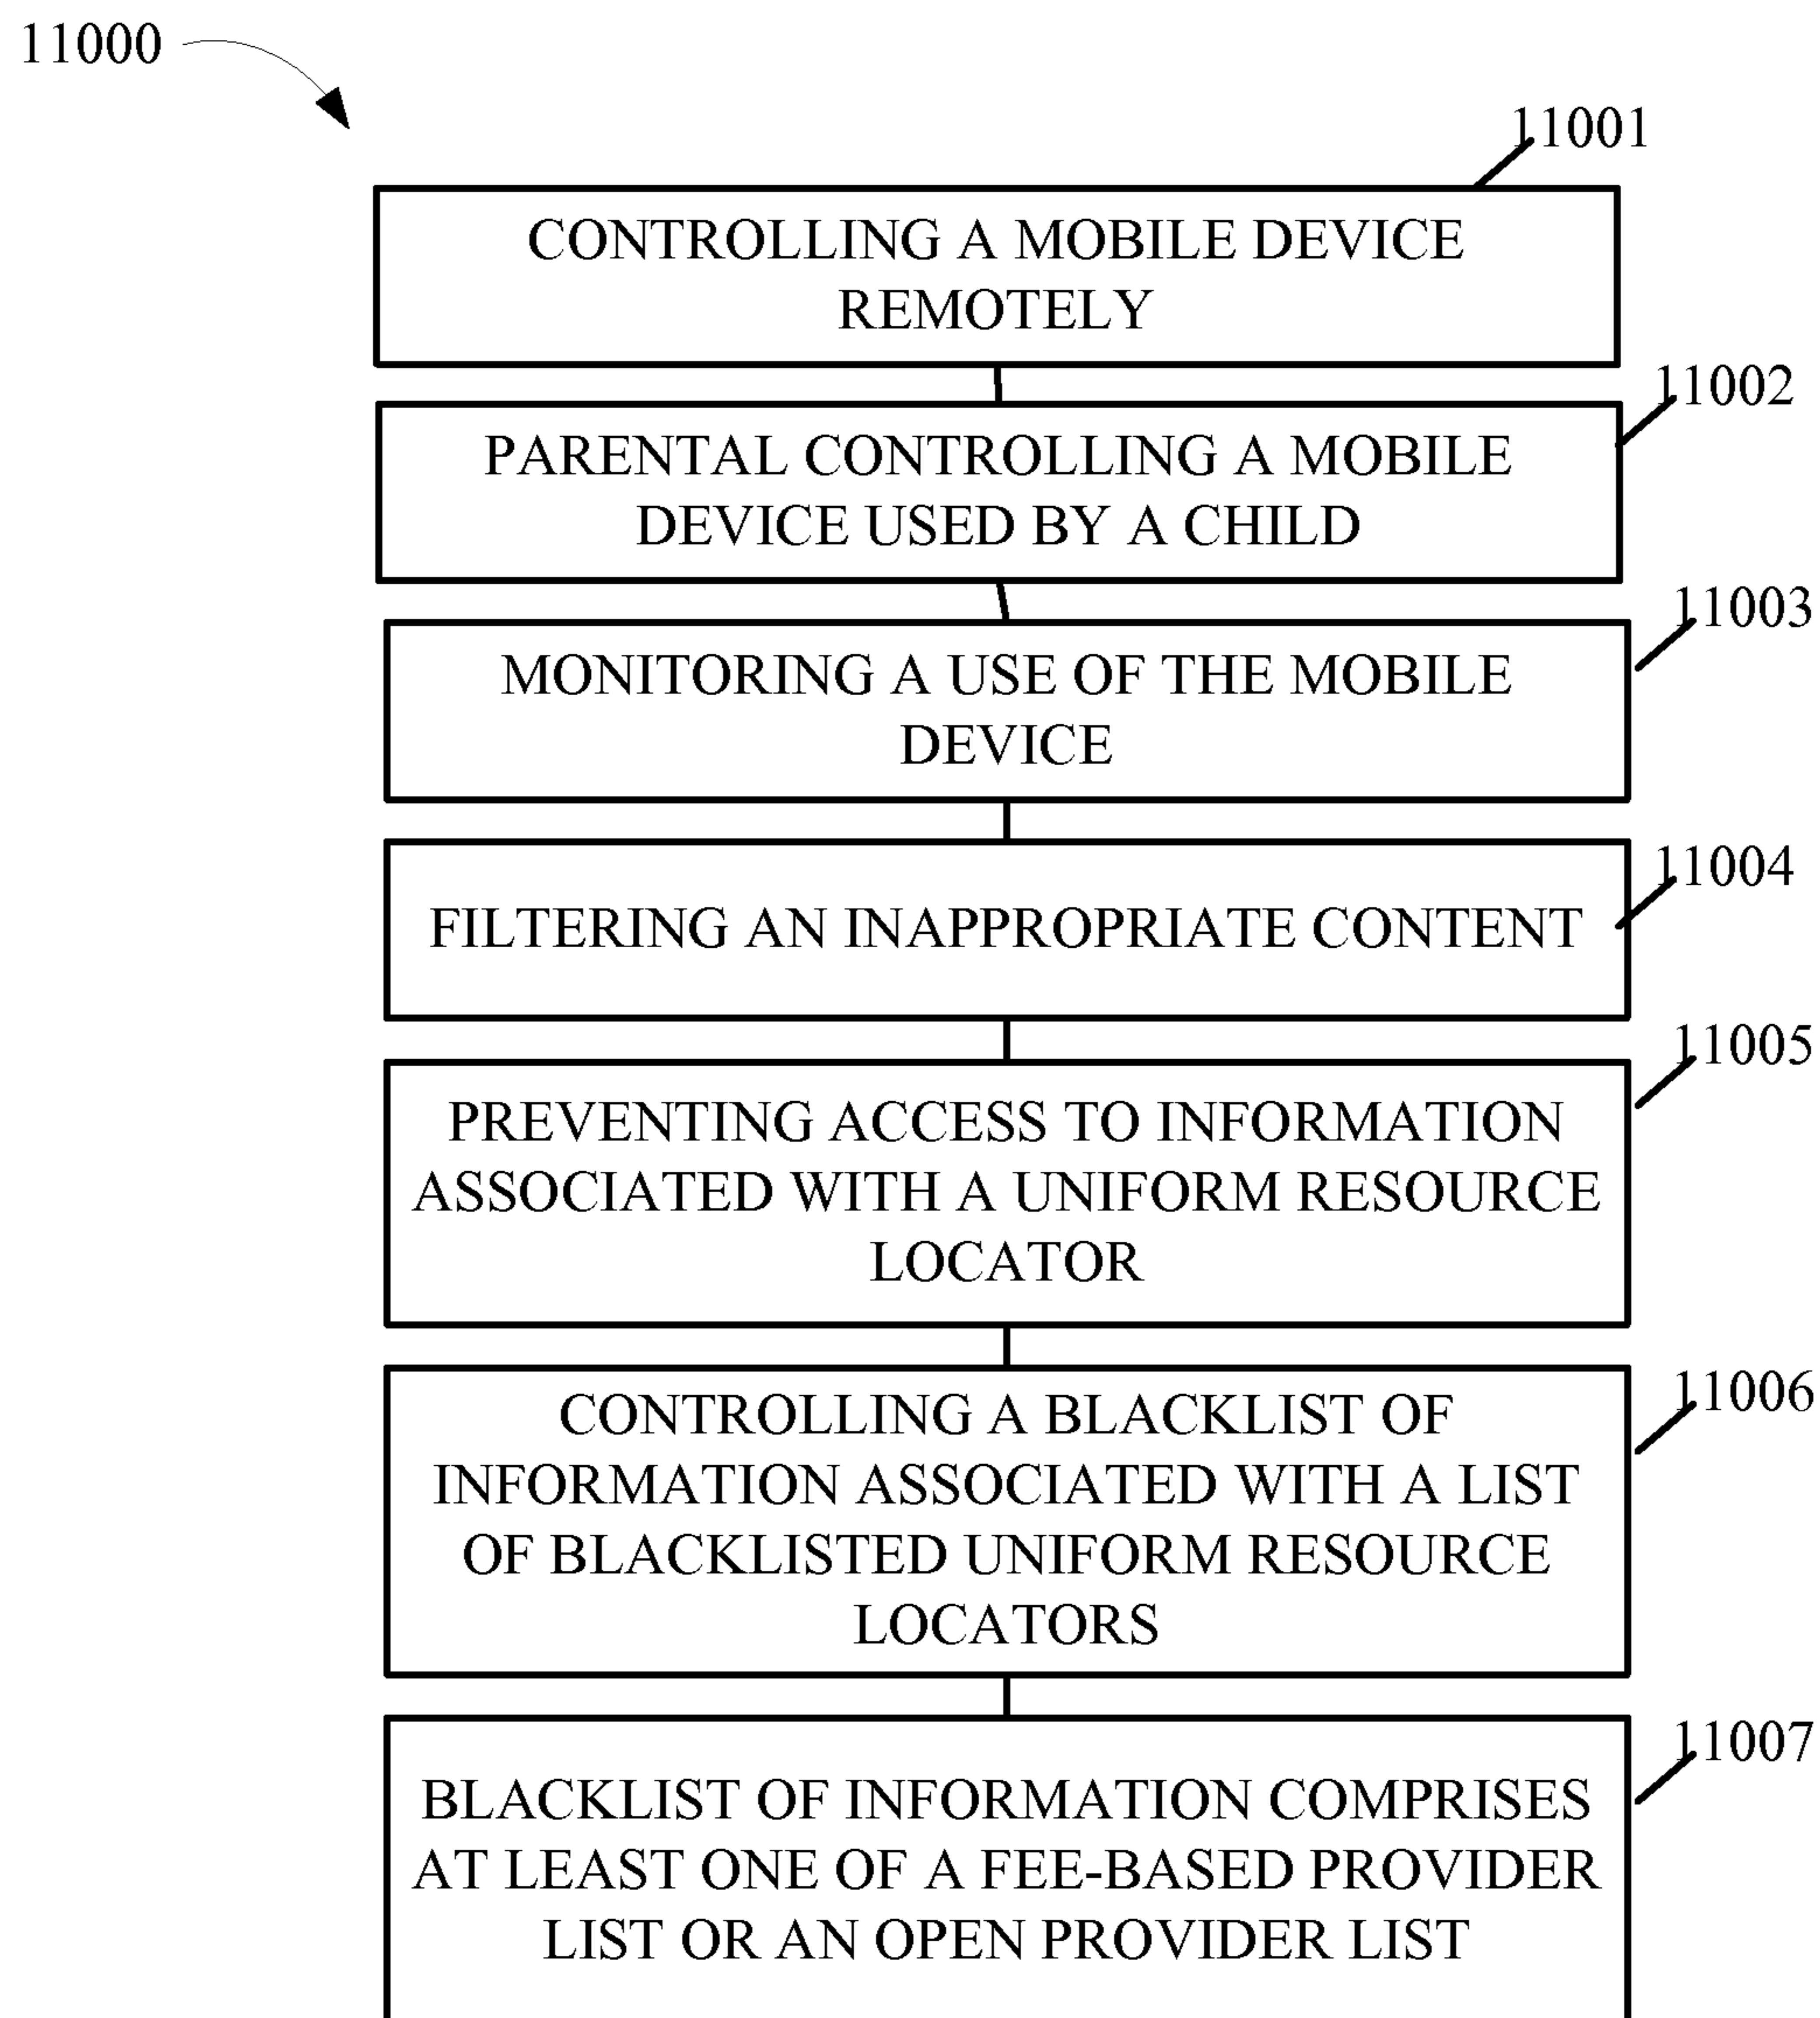 11000
11001
CONTROLLING A MOBILE DEVICE
REMOTELY
11002
PARENTAL CONTROLLING A MOBILE
DEVICE USED BY A CHILD
11003
MONITORING A USE OF THE MOBILE
DEVICE
11004
FILTERING AN INAPPROPRIATE CONTENT
11005
PREVENTING ACCESS TO INFORMATION
ASSOCIATED WITH A UNIFORM RESOURCE
LOCATOR
11006
CONTROLLING A BLACKLIST OF
INFORMATION ASSOCIATED WITH A LIST
OF BLACKLISTED UNIFORM RESOURCE
LOCATORS
11007
BLACKLIST OF INFORMATION COMPRISES
AT LEAST ONE OF A FEE-BASED PROVIDER
LIST OR AN OPEN PROVIDER LIST